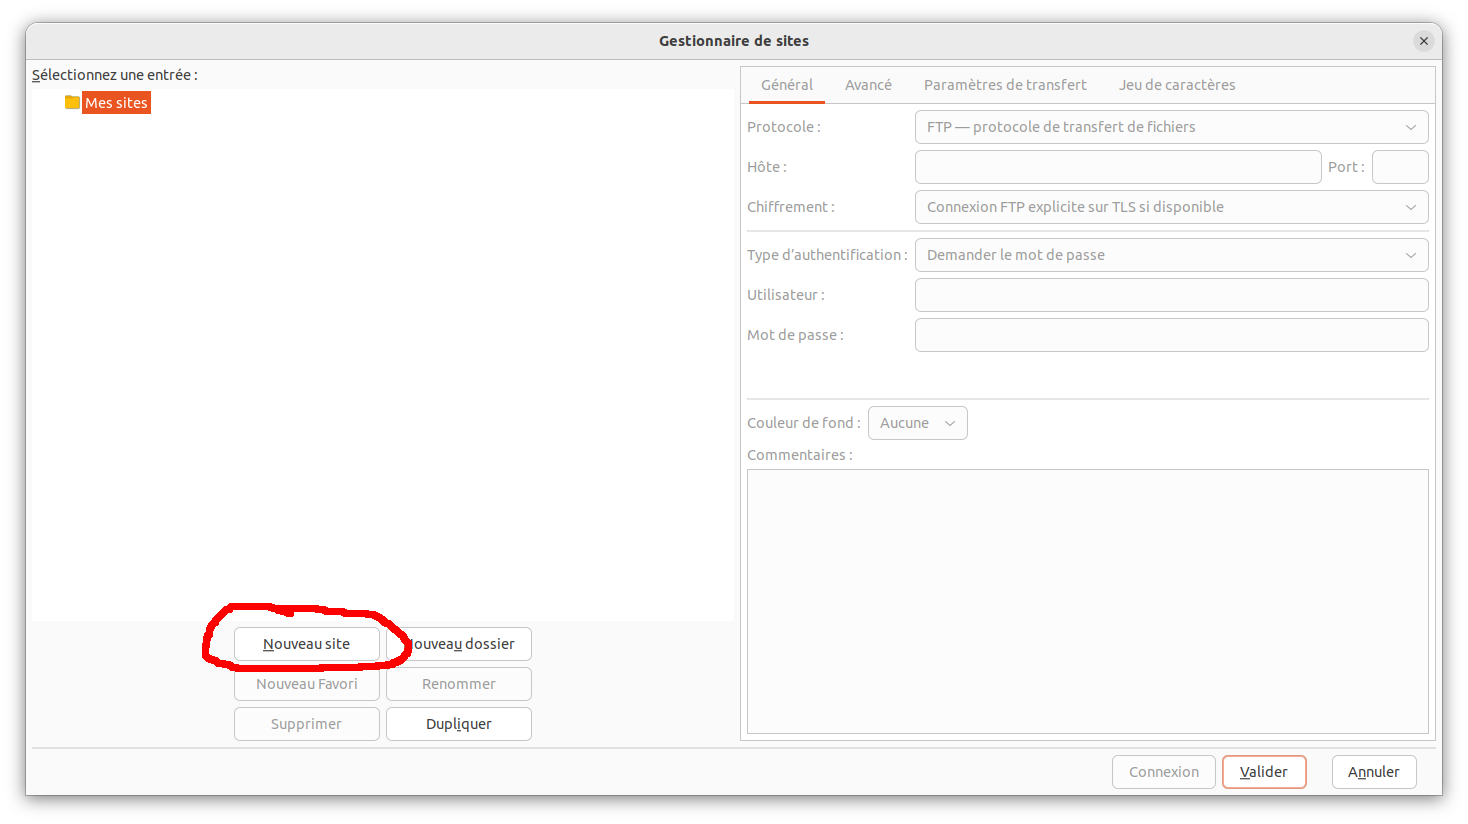 Gestionnaire de sites
Sélectionnez une entrée :
Mes sites
Nouveau site
ouveau dossier
Nouveau Favori
Renommer
Supprimer
Dupliquer
Général Avancé Paramètres de transfert Jeu de caractères
Protocole : FTP — protocole de transfert de fichiers
Hôte : Port :
Chiffrement : Connexion FTP explicite sur TLS si disponible
Type d’authentification : Demander le mot de passe
Utilisateur :
Mot de passe :
Couleur de fond : Aucune
Commentaires :
Connexion Valider Annuler